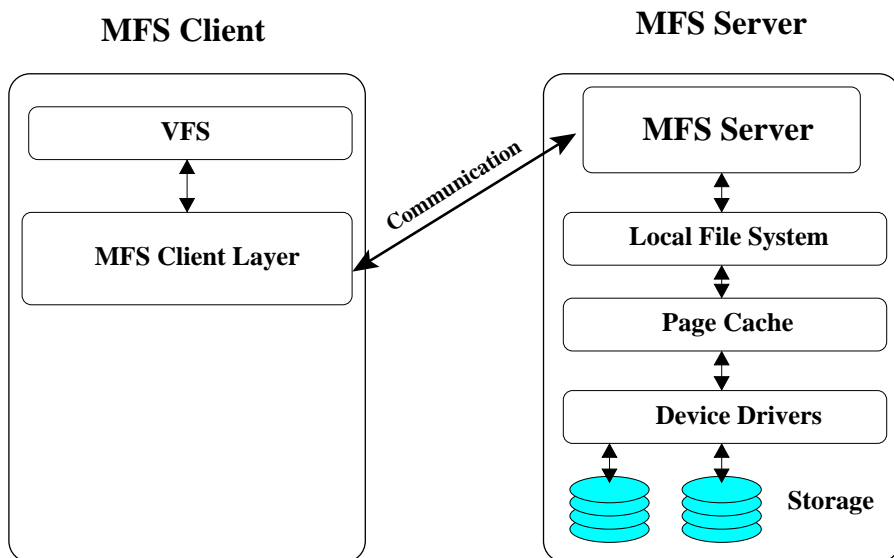 MFS Client
VFS
MFS Client Layer
Communication
MFS Server
MFS Server
Local File System
Page Cache
Device Drivers
Storage